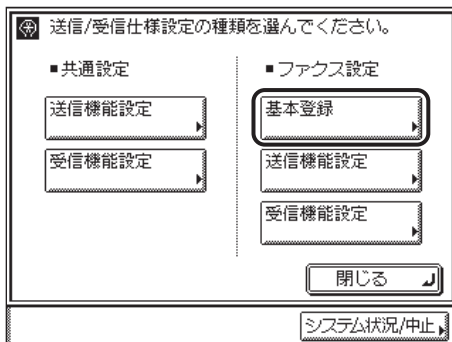 送信/受信仕様設定の種類を選んでください。
■共通設定
送信機能設定
受信機能設定
■ファクス設定
基本登録
送信機能設定
受信機能設定
閉じる
システム状況/中止